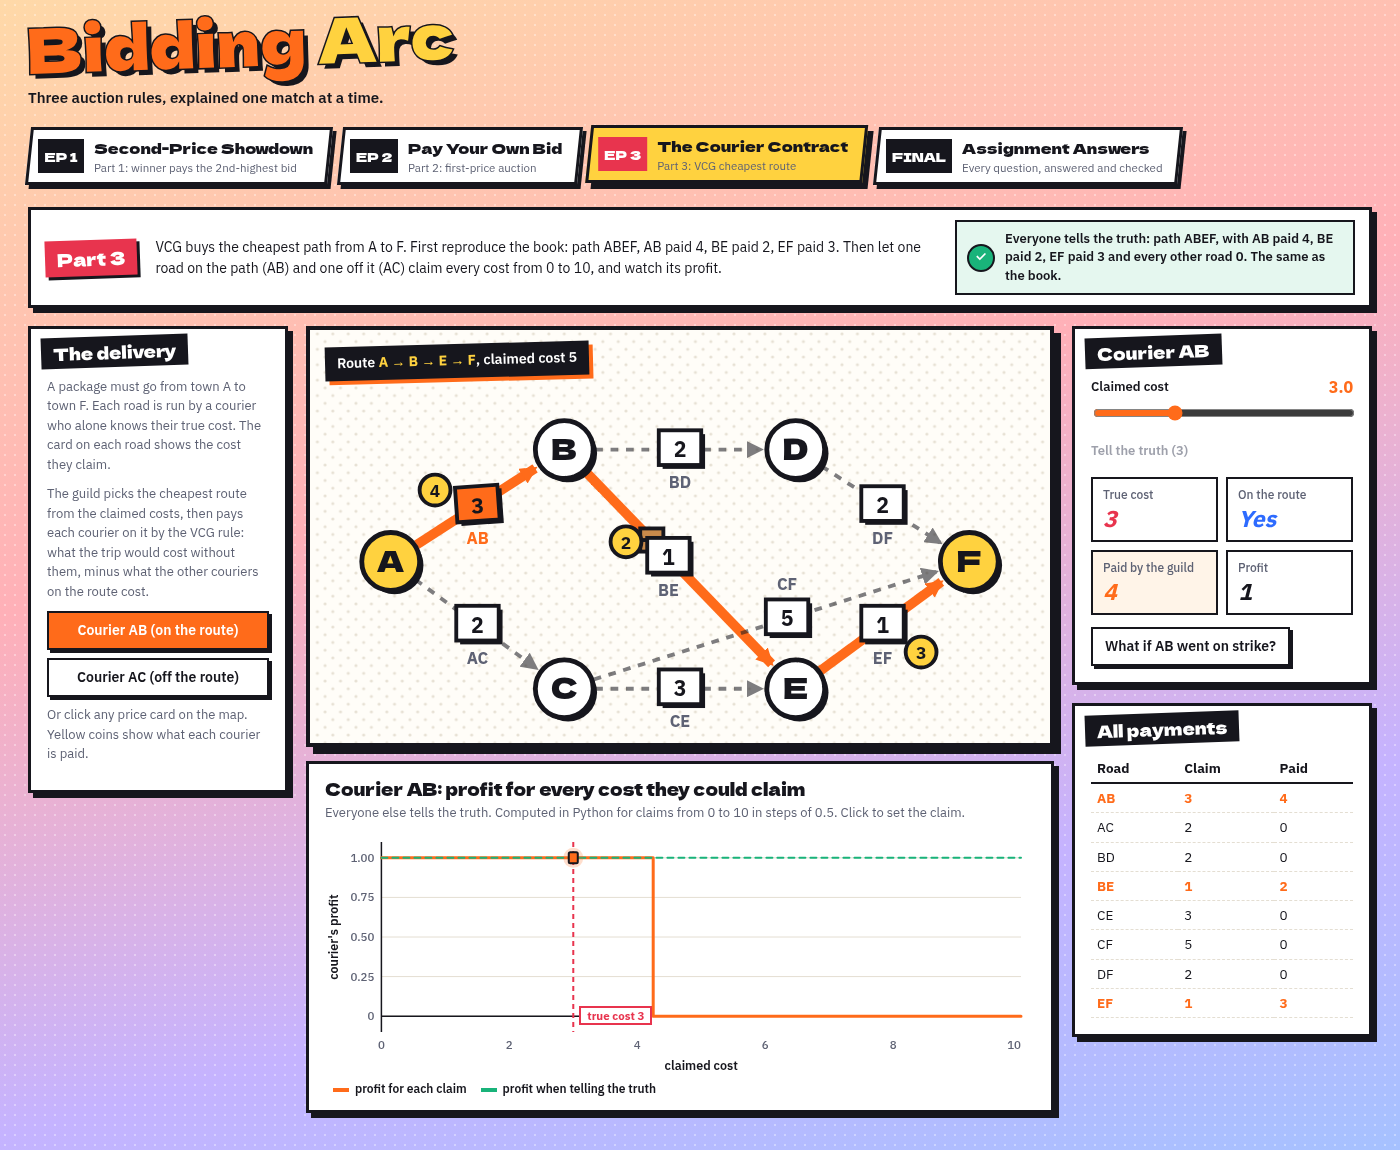 Bidding Arc
Three auction rules, explained one match at a time.
EP 1
Second-Price Showdown
Part 1: winner pays the 2nd-highest bid
EP 2
Pay Your Own Bid
Part 2: first-price auction
EP 3
The Courier Contract
Part 3: VCG cheapest route
FINAL
Assignment Answers
Every question, answered and checked
Part 3
VCG buys the cheapest path from A to F. First reproduce the book: path ABEF, AB paid 4, BE paid 2, EF paid 3. Then let one
road on the path (AB) and one off it (AC) claim every cost from 0 to 10, and watch its profit.
Everyone tells the truth: path ABEF, with AB paid 4, BE
paid 2, EF paid 3 and every other road 0. The same as
the book.
The delivery
A package must go from town A to
town F. Each road is run by a courier
who alone knows their true cost. The
card on each road shows the cost
they claim.
The guild picks the cheapest route
from the claimed costs, then pays
each courier on it by the VCG rule:
what the trip would cost without
them, minus what the other couriers
on the route cost.
Courier AB (on the route)
Courier AC (off the route)
Or click any price card on the map.
Yellow coins show what each courier
is paid.
Route A → B → E → F, claimed cost 5
B
2
BD
D
4
3
AB
2
DF
A
2
1
BE
F
CF
5
2
AC
1
EF
3
C
3
CE
E
Courier AB: profit for every cost they could claim
Everyone else tells the truth. Computed in Python for claims from 0 to 10 in steps of 0.5. Click to set the claim.
courier's profit
1.00
0.75
0.50
0.25
0
true cost 3
0
2
4
6
8
10
claimed cost
profit for each claim
profit when telling the truth
Courier AB
Claimed cost
3.0
Tell the truth (3)
True cost
3
On the route
Yes
Paid by the guild
4
Profit
1
What if AB went on strike?
All payments
Road Claim Paid
AB 3 4
AC 2 0
BD 2 0
BE 1 2
CE 3 0
CF 5 0
DF 2 0
EF 1 3